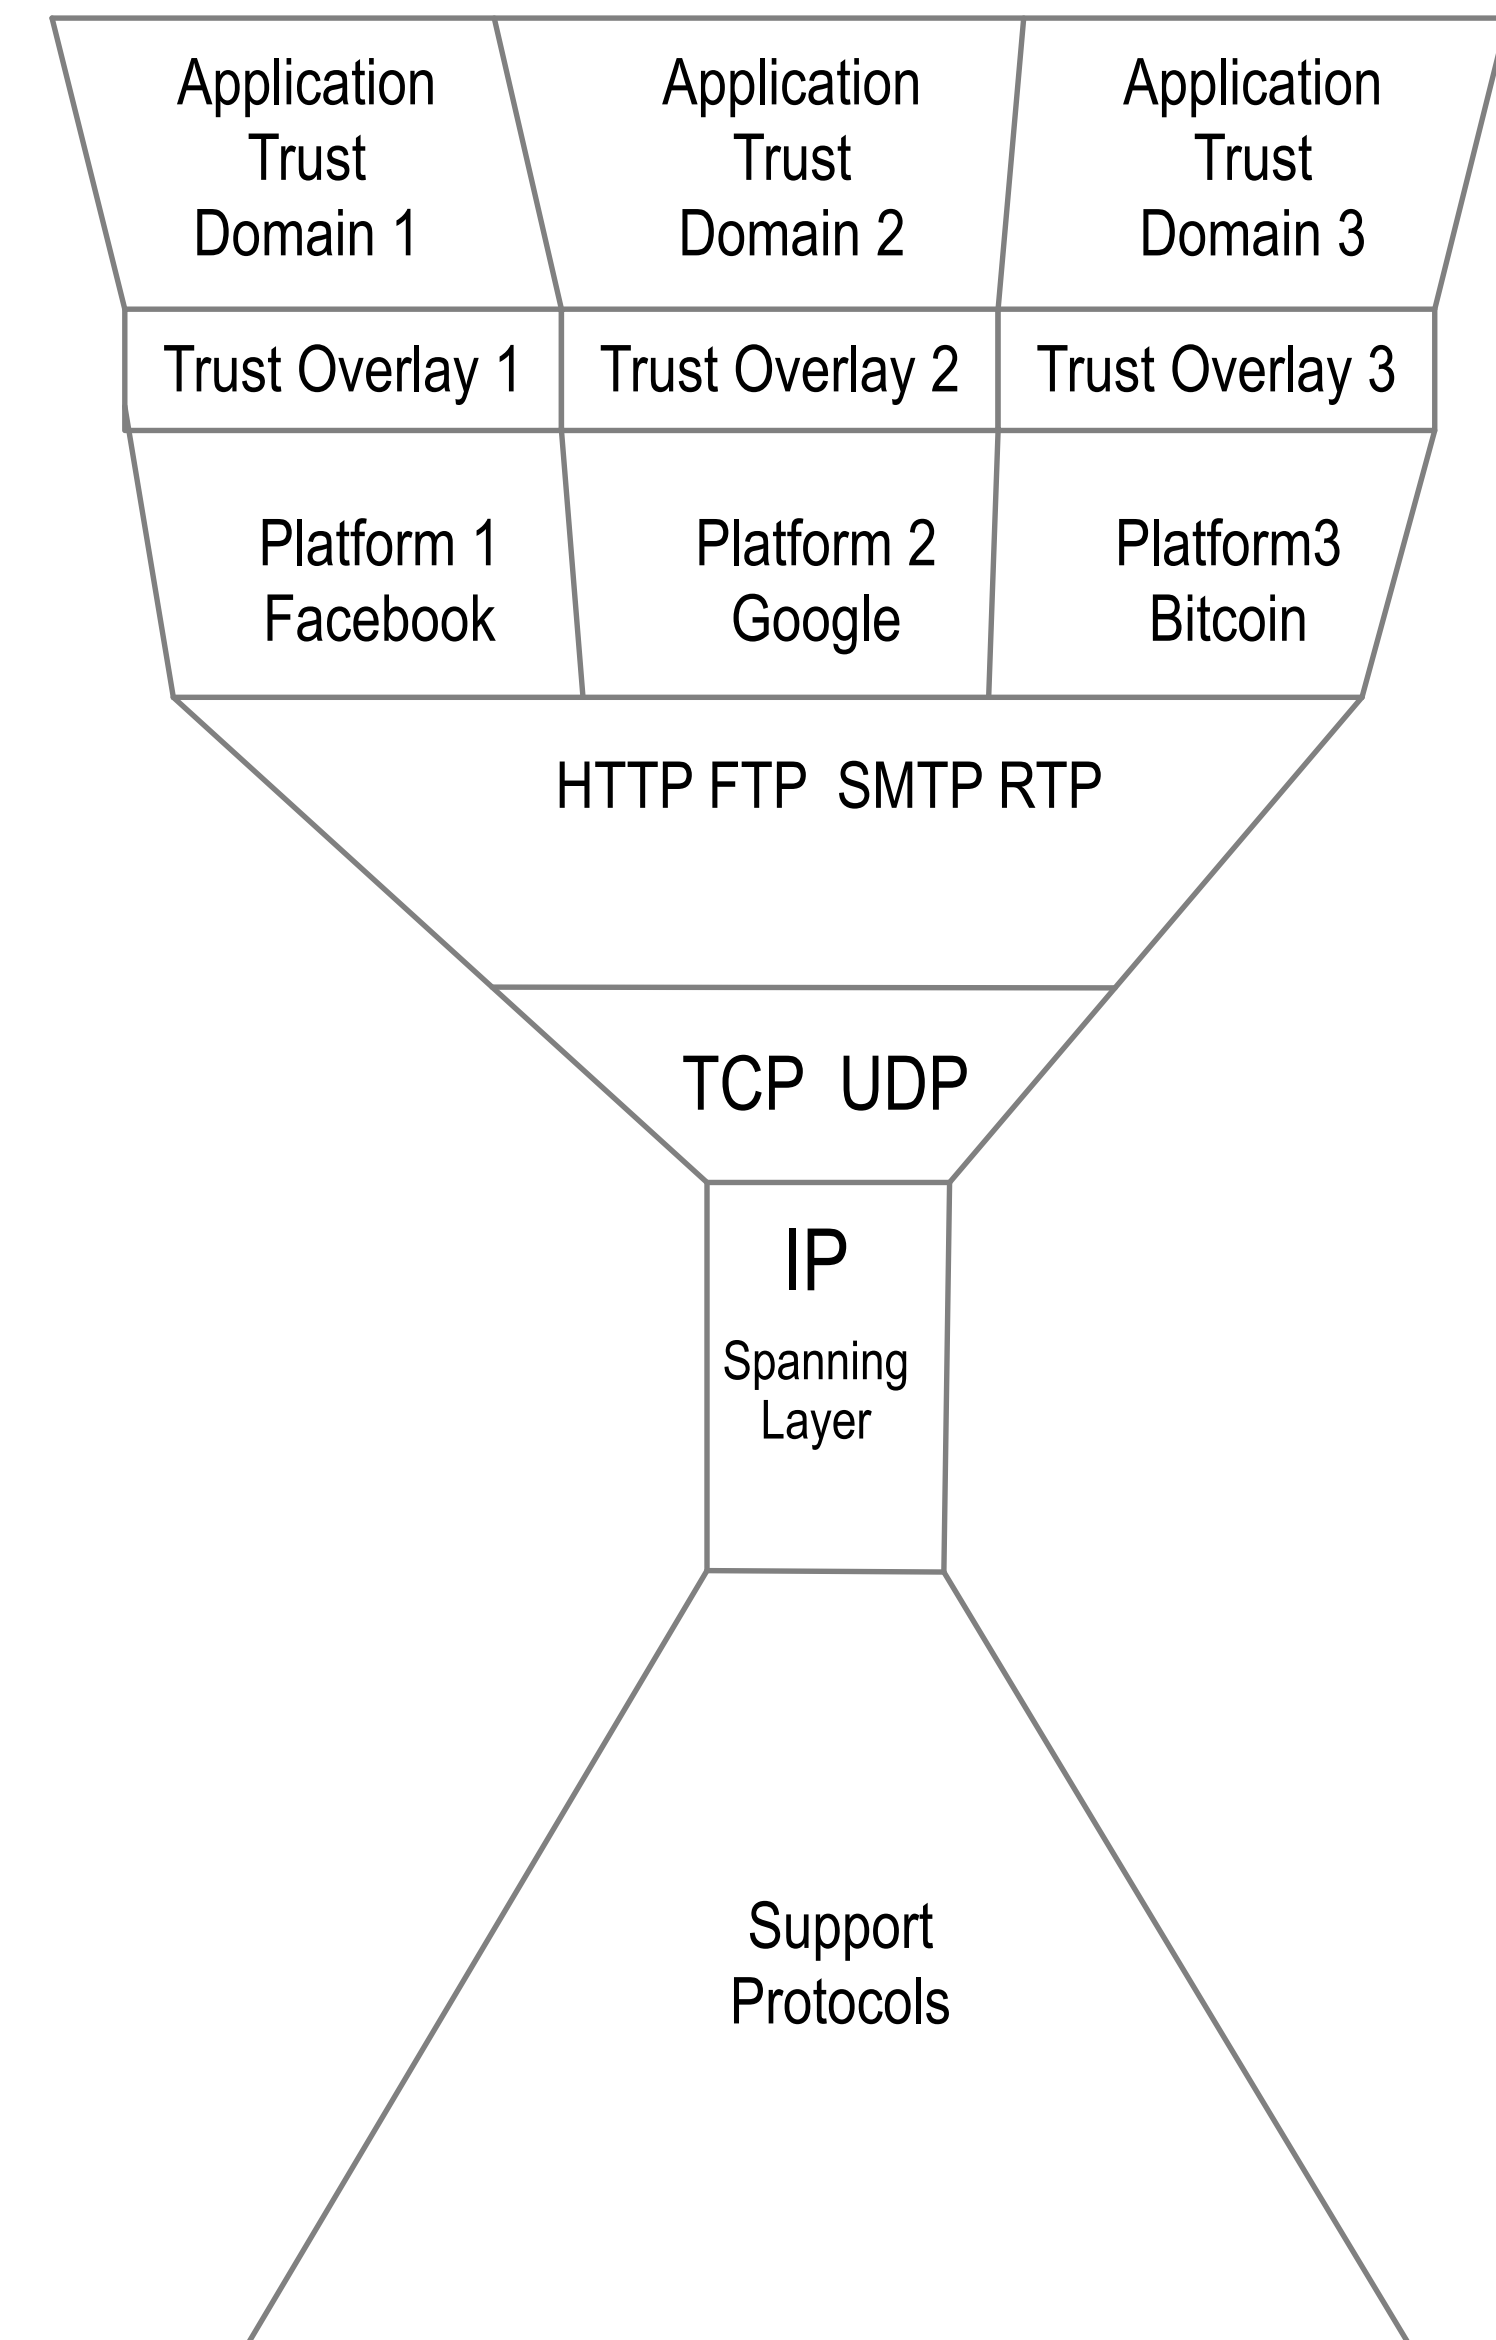 Application
Trust
Domain 1
Application
Trust
Domain 2
Application
Trust
Domain 3
Trust Overlay 1
Trust Overlay 2
Trust Overlay 3
Platform 1
Facebook
Platform 2
Google
Platform3
Bitcoin
HTTP FTP SMTP RTP
TCP UDP
IP
Spanning
Layer
Support
Protocols